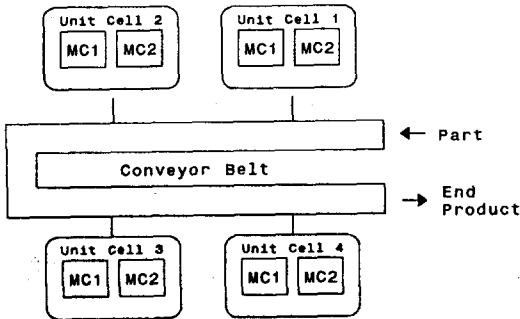 Unit Cell 2
MC1 MC2
Unit Cell 1
MC1 MC2
Part
Conveyor Belt
End
Product
Unit Cell 3
MC1 MC2
Unit Cell 4
MC1 MC2